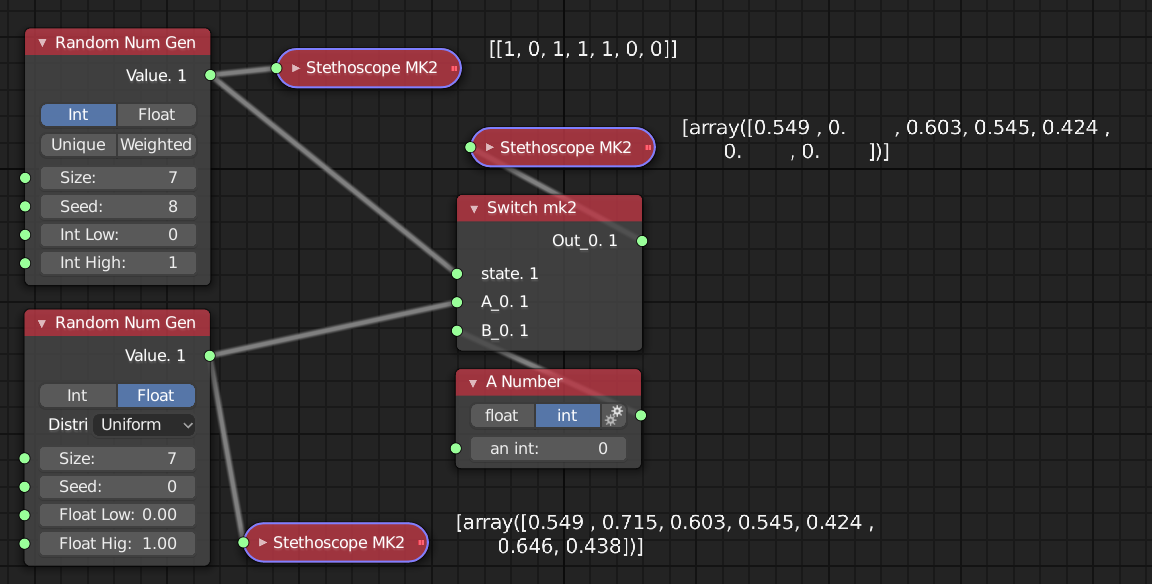 Random Num Gen
Value. 1
Int Float
Unique Weighted
Size: 7
Seed: 8
Int Low: 0
Int High: 1
Stethoscope MK2
[[1, 0, 1, 1, 1, 0, 0]]
Stethoscope MK2
[array([0.549 , 0.       , 0.603, 0.545, 0.424 ,
0.       , 0.       ])]
Switch mk2
Out_0. 1
state. 1
A_0. 1
B_0. 1
Random Num Gen
Value. 1
Int Float
Distri Uniform
Size: 7
Seed: 0
Float Low: 0.00
Float Hig: 1.00
A Number
float int
an int: 0
Stethoscope MK2
[array([0.549 , 0.715, 0.603, 0.545, 0.424 ,
0.646, 0.438])]